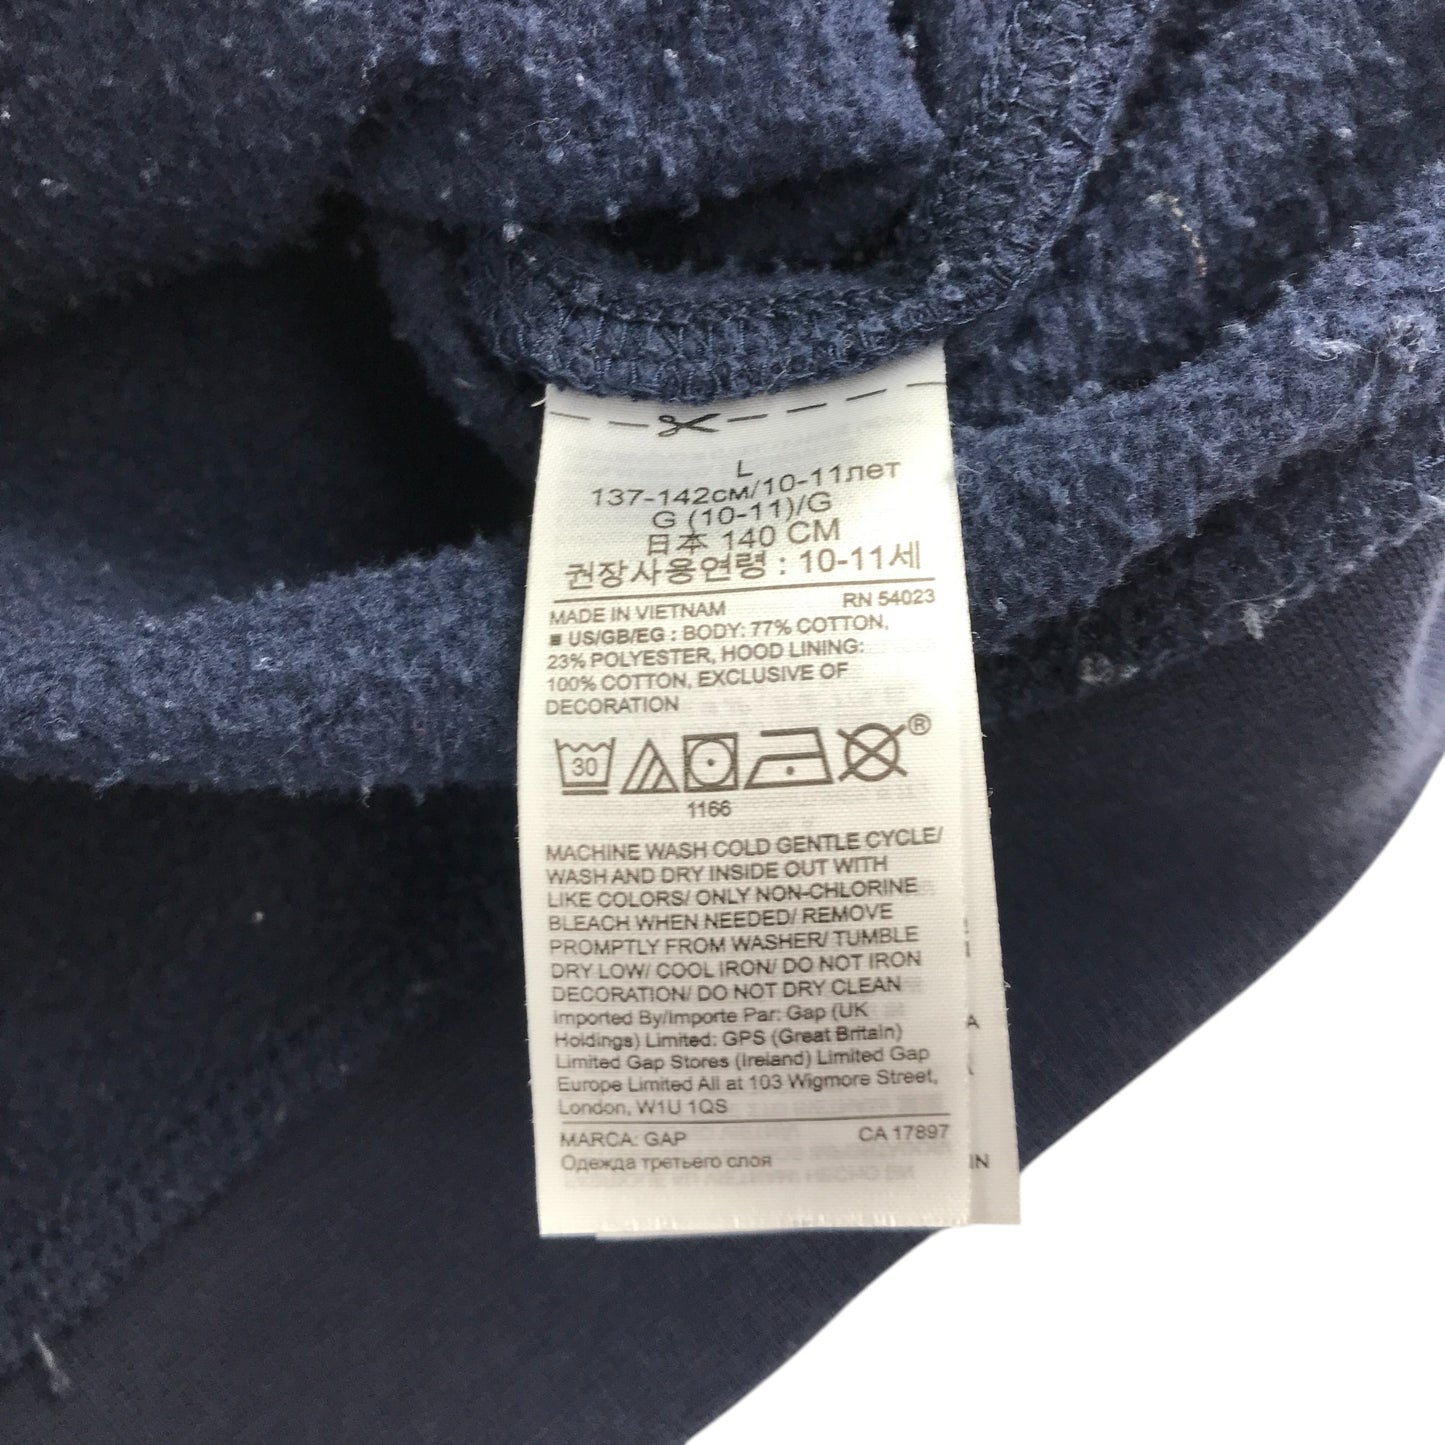 L
137-142см/10-11лет
G (10-11)/G
日本 140 CM
권장사용연령 : 10-11세
MADE IN VIETNAM RN 54023
■ US/GB/EG : BODY: 77% COTTON,
23% POLYESTER, HOOD LINING:
100% COTTON, EXCLUSIVE OF
DECORATION
30
®
1166
MACHINE WASH COLD GENTLE CYCLE/
WASH AND DRY INSIDE OUT WITH
LIKE COLORS/ ONLY NON-CHLORINE
BLEACH WHEN NEEDED/ REMOVE
PROMPTLY FROM WASHER/ TUMBLE
DRY LOW/ COOL IRON/ DO NOT IRON
DECORATION/ DO NOT DRY CLEAN
Imported By/Importe Par: Gap (UK
Holdings) Limited: GPS (Great Britain)
Limited Gap Stores (Ireland) Limited Gap
Europe Limited All at 103 Wigmore Street,
London, W1U 1QS
MARCA: GAP CA 17897
Одежда третьего слоя